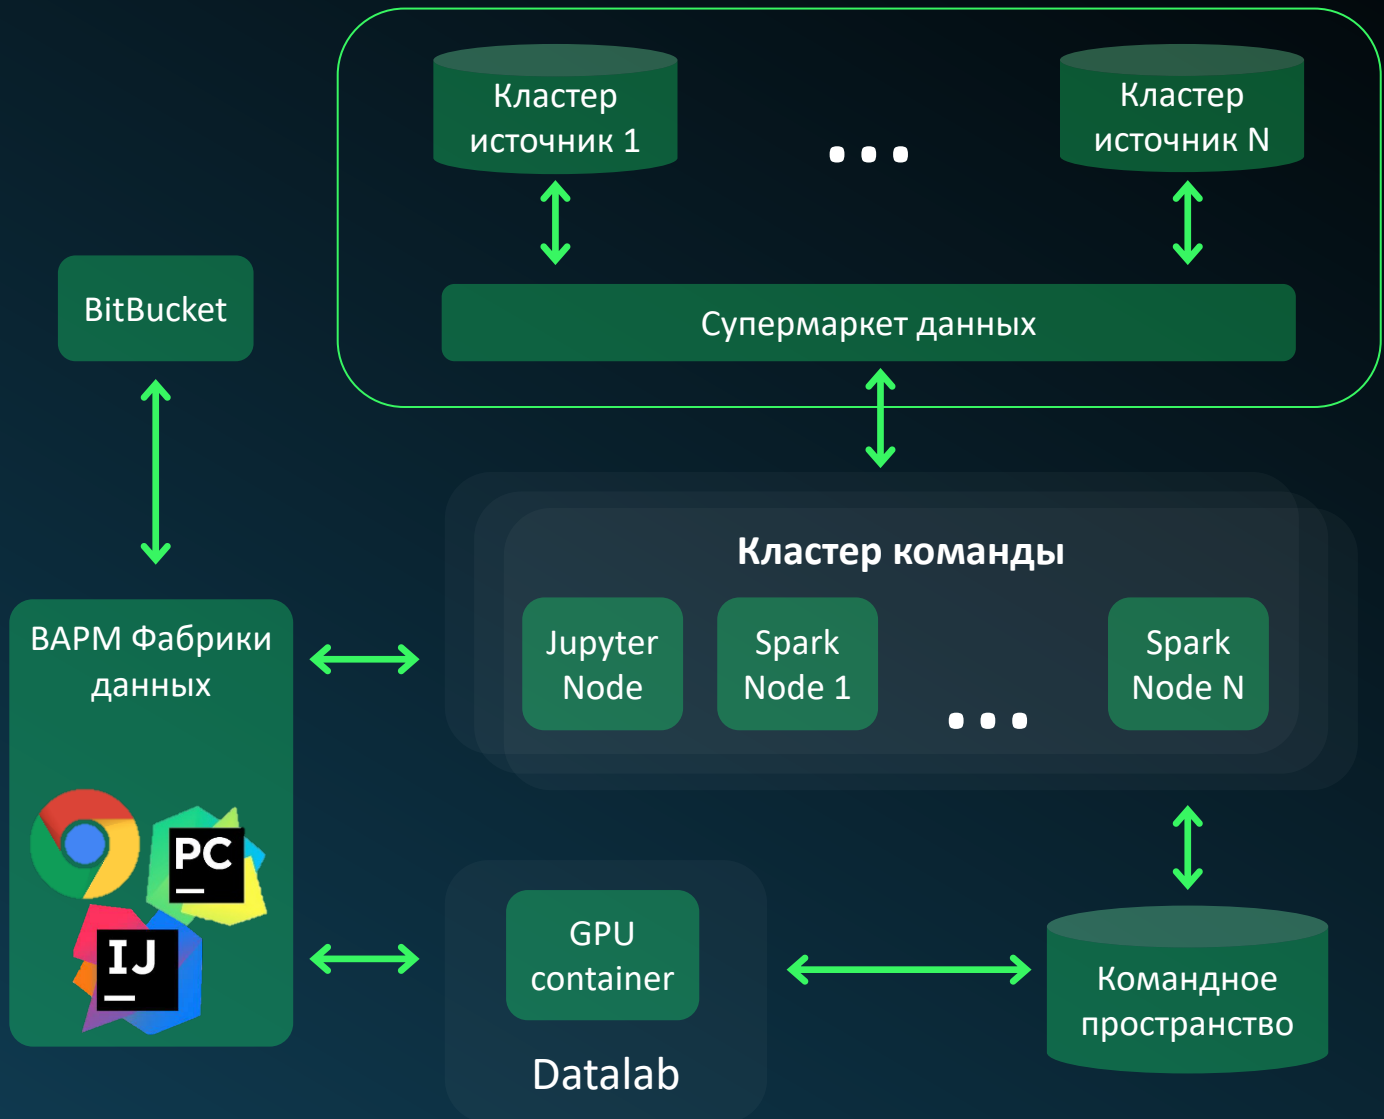 Кластер
источник 1
...
Кластер
источник N
BitBucket
Супермаркет данных
Кластер команды
ВАРМ Фабрики
данных
Jupyter
Node
Spark
Node 1
...
Spark
Node N
PC
IJ
GPU
container
Datalab
Командное
пространство